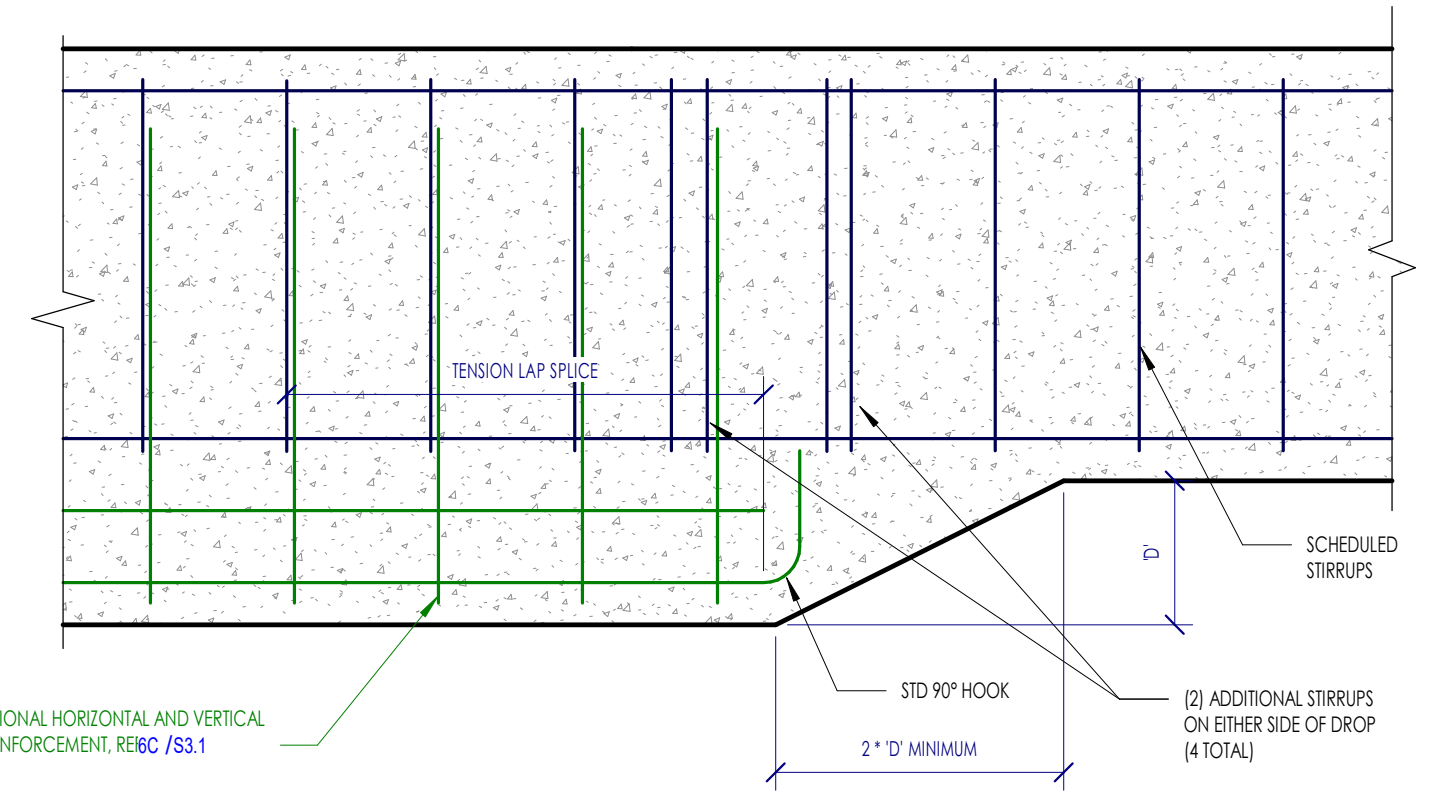 TENSION LAP SPLICE
'D'
SCHEDULED
STIRRUPS
STD 90° HOOK
(2) ADDITIONAL STIRRUPS
ON EITHER SIDE OF DROP
(4 TOTAL)
IONAL HORIZONTAL AND VERTICAL
NFORCEMENT, REF 6C /S3.1
2 * 'D' MINIMUM